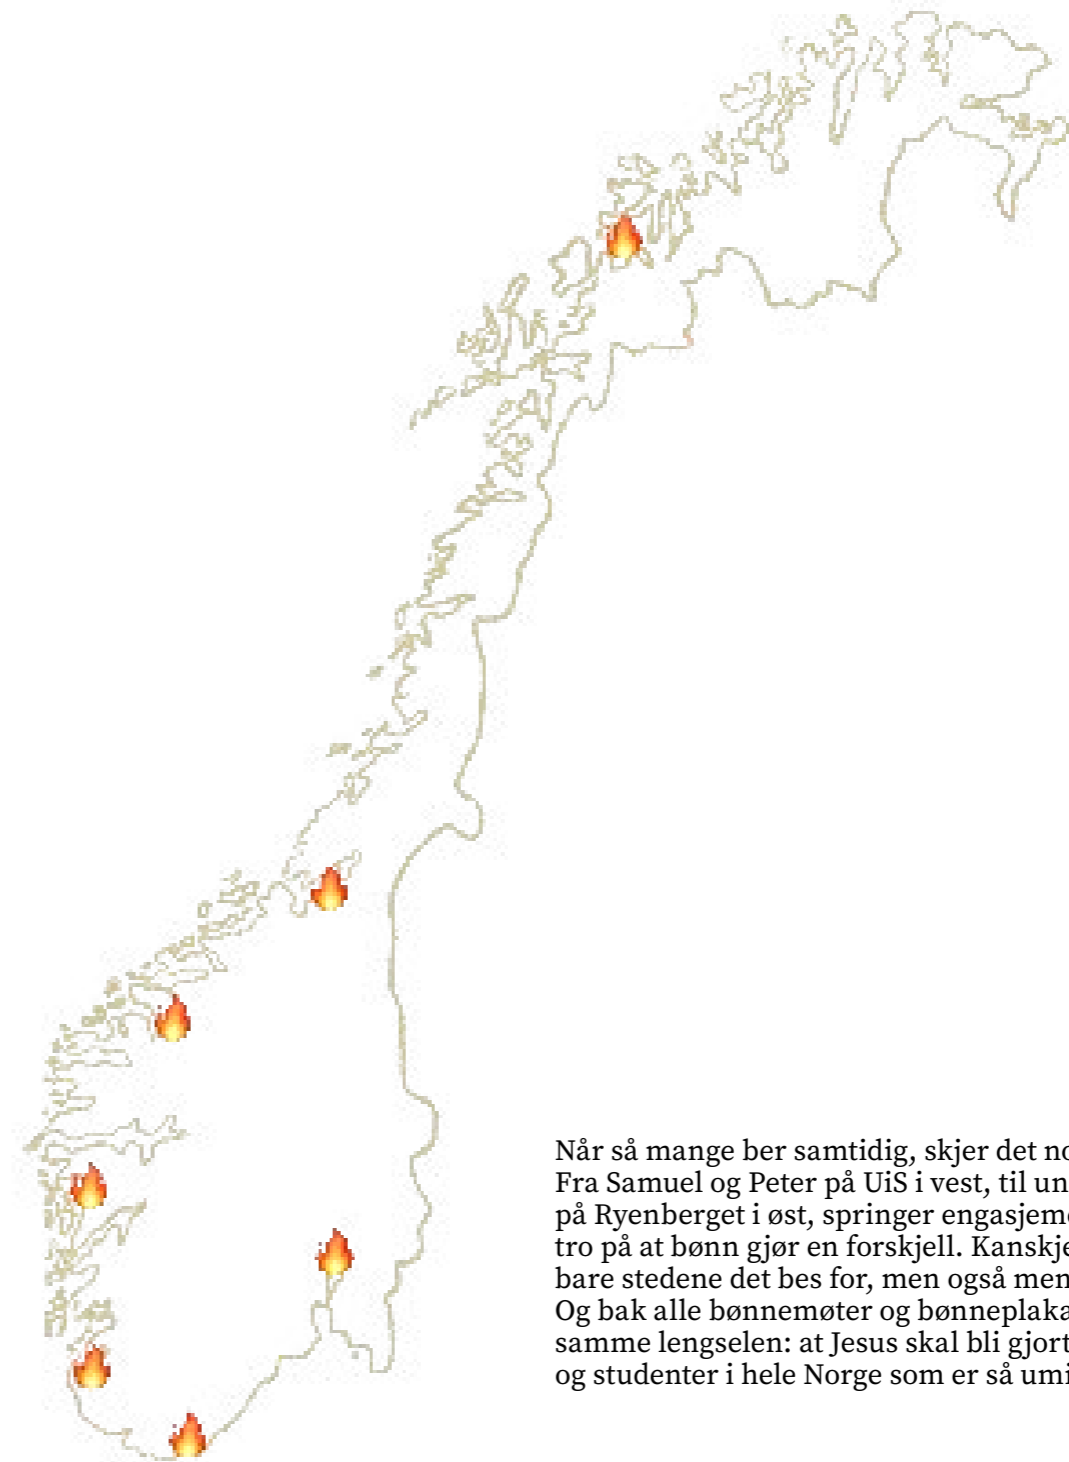 Når så mange ber samtidig, skjer det no
Fra Samuel og Peter på UiS i vest, til un
på Ryenberget i øst, springer engasjeme
tro på at bønn gjør en forskjell. Kanskje
bare stedene det bes for, men også men
Og bak alle bønnemøter og bønneplaka
samme lengselen: at Jesus skal bli gjort
og studenter i hele Norge som er så umi